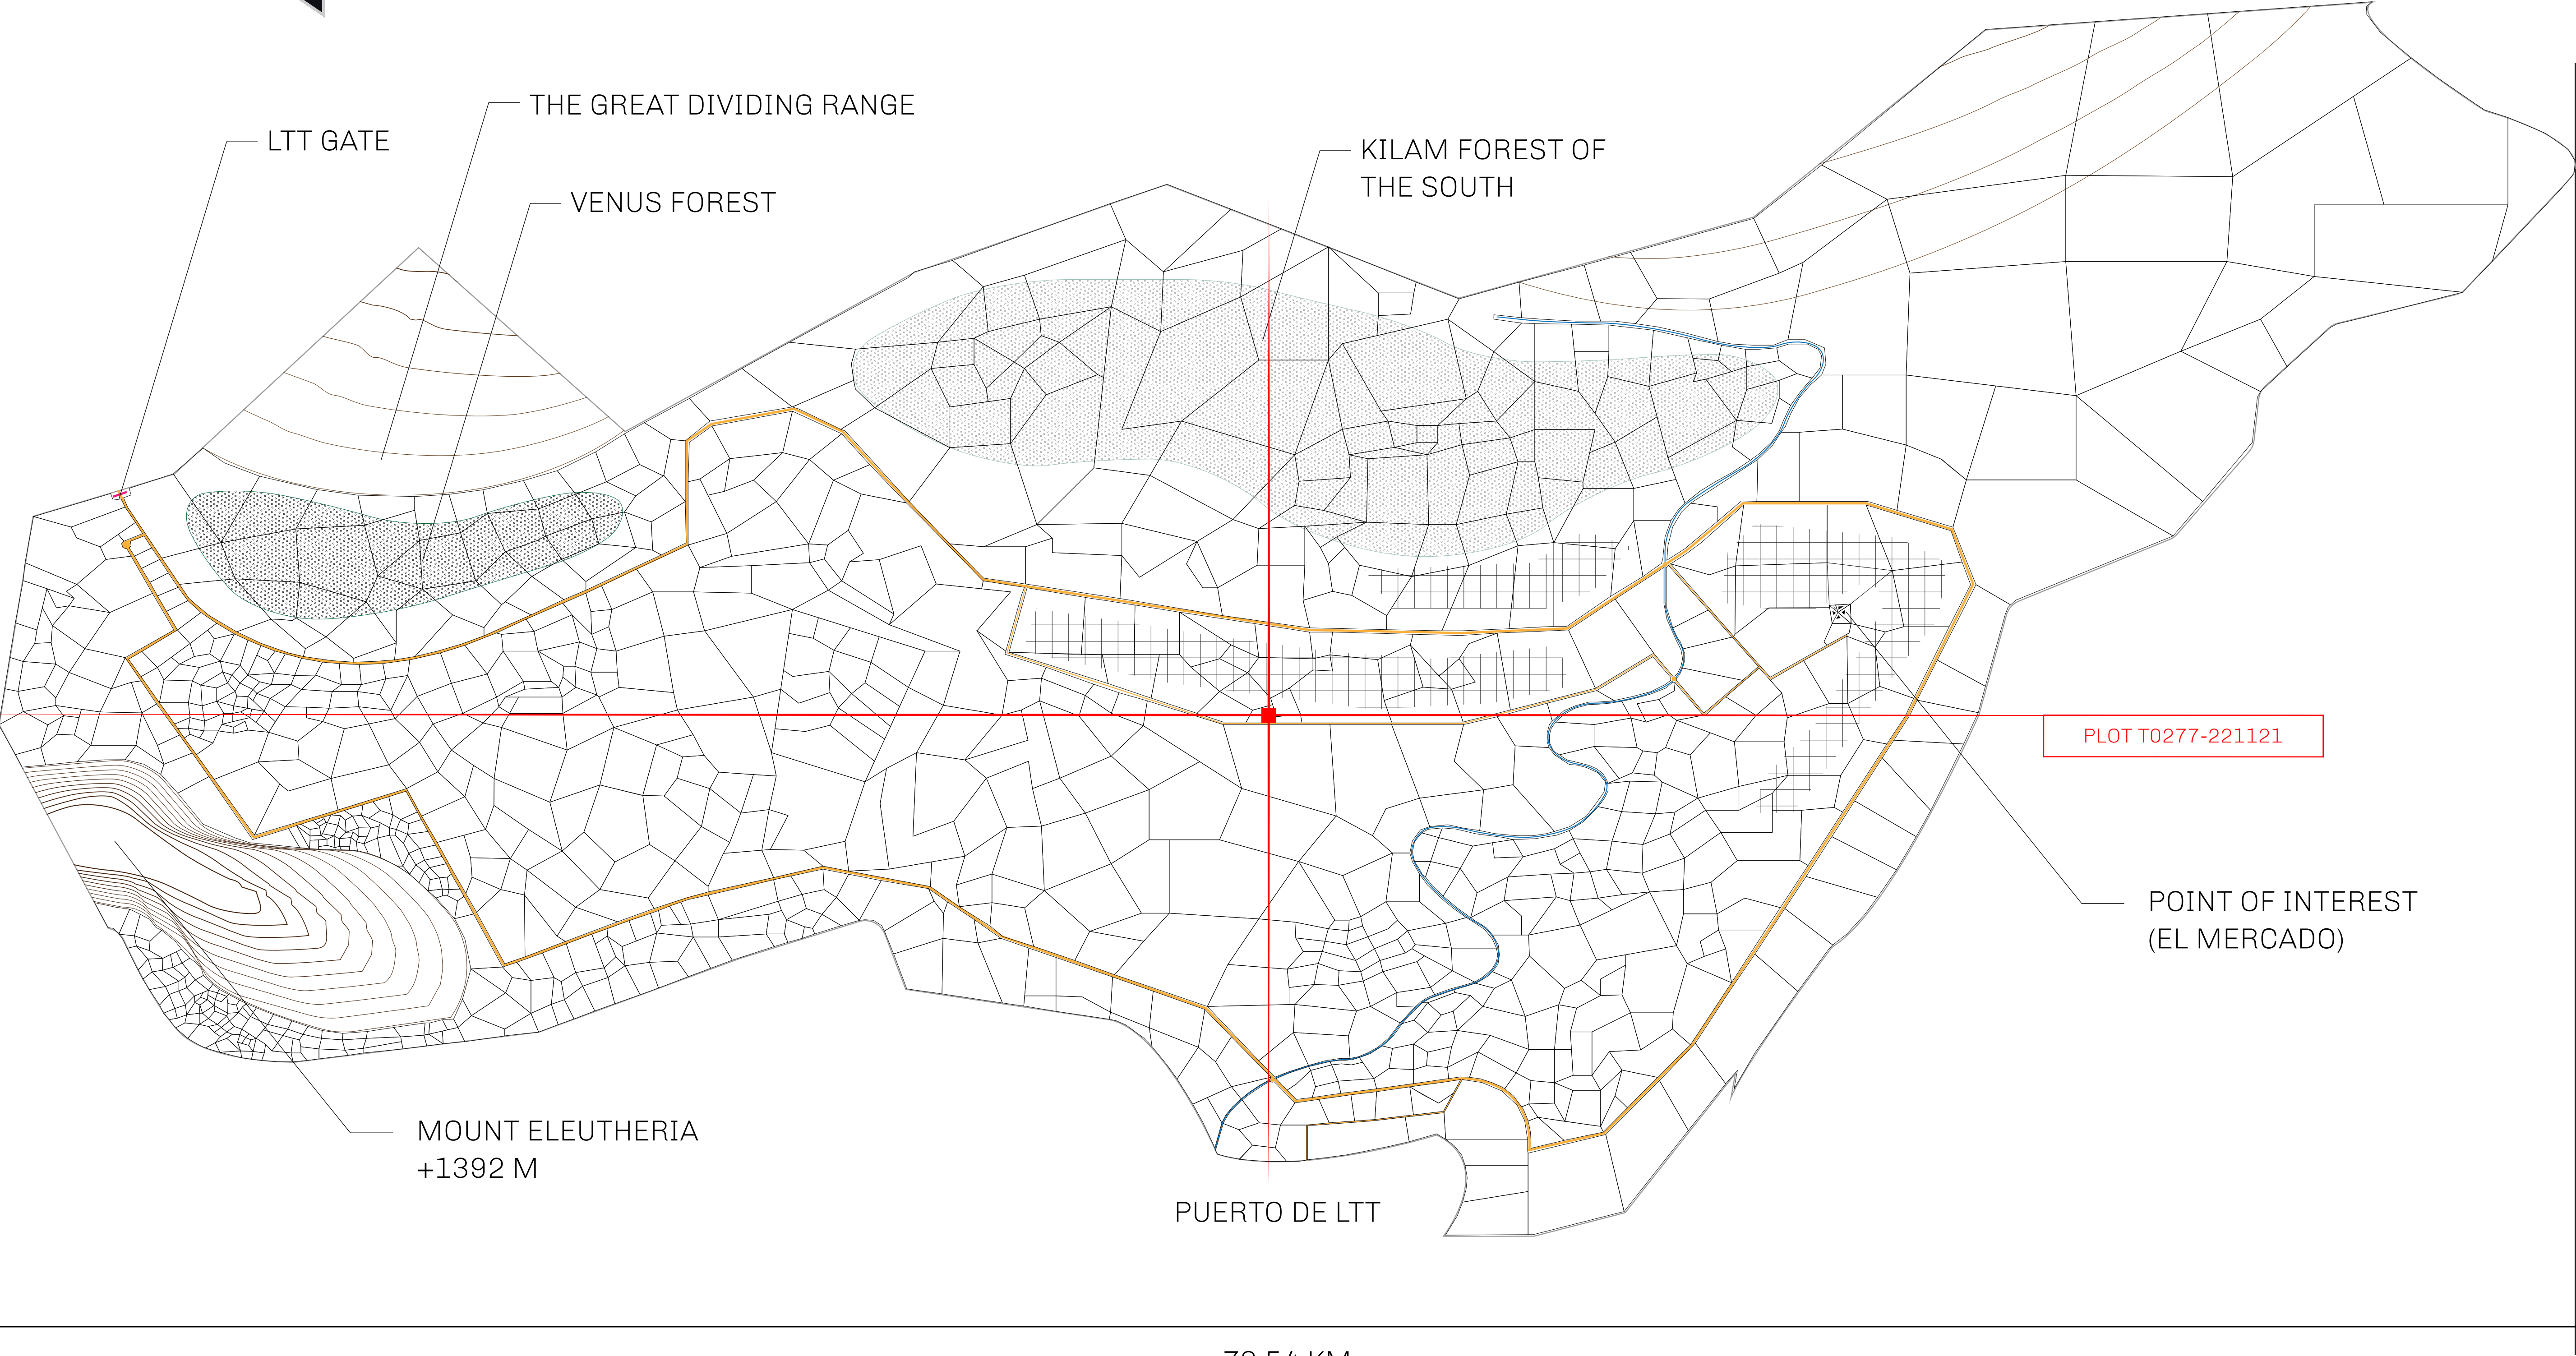 THE GREAT DIVIDING RANGE
LTT GATE
KILAM FOREST OF
THE SOUTH
VENUS FOREST
PLOT T0277-221121
POINT OF INTEREST
(EL MERCADO)
MOUNT ELEUTHERIA
+1392 M
PUERTO DE LTT
KM